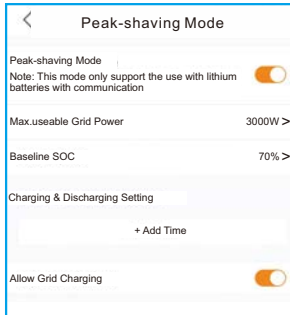 Peak-shaving Mode
Peak-shaving Mode
Note: This mode only support the use with lithium
batteries with communication
Max.useable Grid Power 3000W >
Baseline SOC 70% >
Charging & Discharging Setting
+ Add Time
Allow Grid Charging